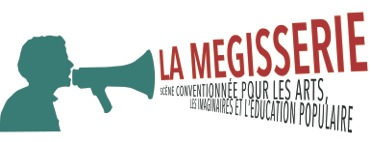 LA MEGISSERIE
SCÈNE CONVENTIONNÉE POUR LES ARTS,
LES IMAGINAIRES ET L'ÉDUCATION POPULAIRE